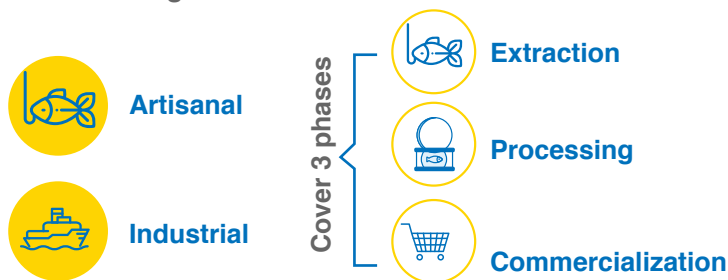 Artisanal
Industrial
Cover 3 phases
Extraction
Processing
Commercialization